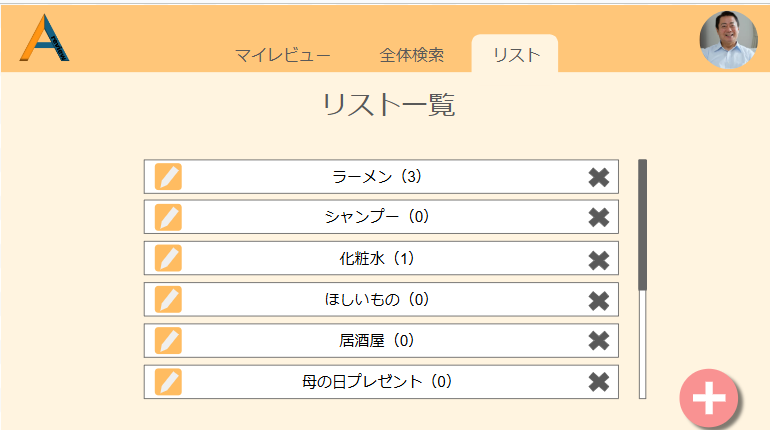 マイレビュー
全体検索
リスト
リスト一覧
ラーメン（3）
シャンプー（0）
化粧水（1）
ほしいもの（0）
居酒屋（0）
母の日プレゼント（0）